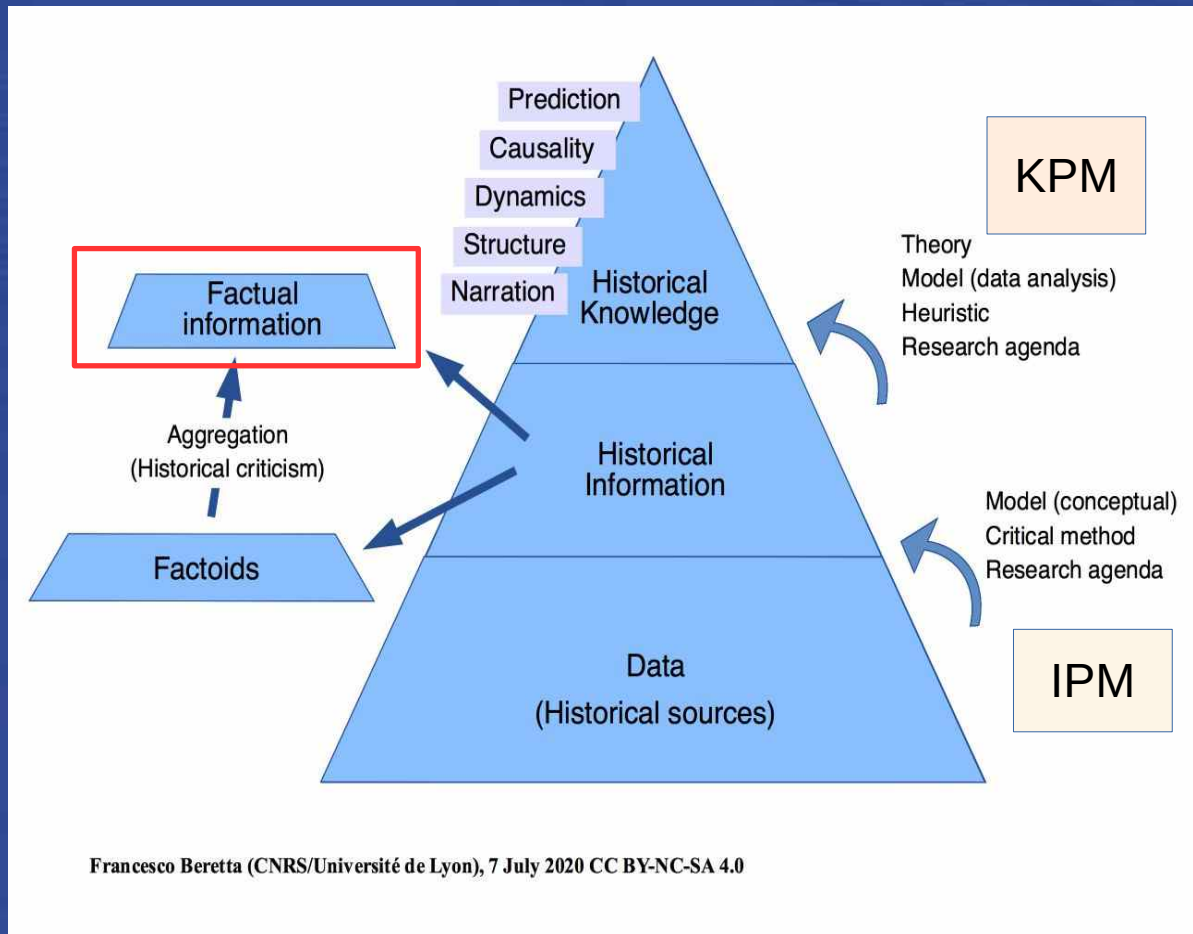 Prediction
Causality
Dynamics
Structure
Narration
Historical
Knowledge
KPM
Theory
Model (data analysis)
Heuristic
Research agenda
Factual
information
Aggregation
(Historical criticism)
Factoids
Historical
Information
Model (conceptual)
Critical method
Research agenda
IPM
Data
(Historical sources)
Francesco Beretta (CNRS/Université de Lyon), 7 July 2020 CC BY-NC-SA 4.0